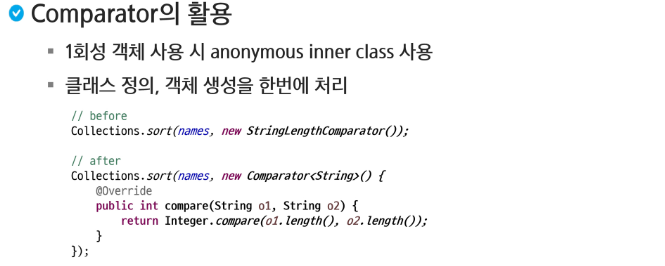 Comparator의 활용
▪ 1회성 객체 사용 시 anonymous inner class 사용
▪ 클래스 정의, 객체 생성을 한번에 처리
// before
Collections.sort(names, new StringLengthComparator());
// after
Collections.sort(names, new Comparator<String>() {
    @Override
    public int compare(String o1, String o2) {
        return Integer.compare(o1.length(), o2.length());
    }
});